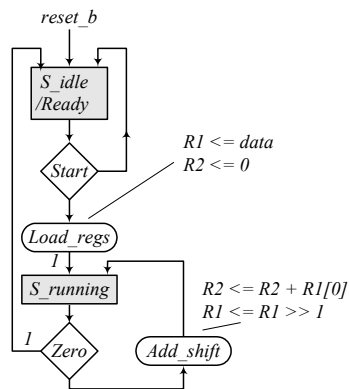 reset_b
S_idle
/Ready
Start
R1 <= data
R2 <= 0
Load_regs
1
S_running
R2 <= R2 + R1[0]
R1 <= R1 >> 1
1
Zero
Add_shift